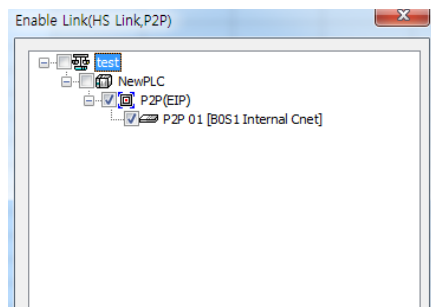 Enable Link(HS Link,P2P)
test
NewPLC
P2P(EIP)
P2P 01 [B0S1 Internal Cnet]